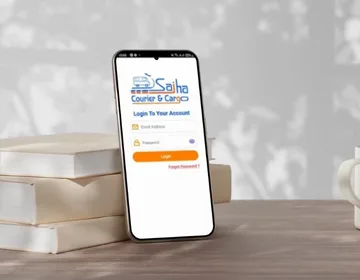 Sajha
Courier & Cargo
Login To Your Account
Email Address
Password
Login
Forgot Password ?